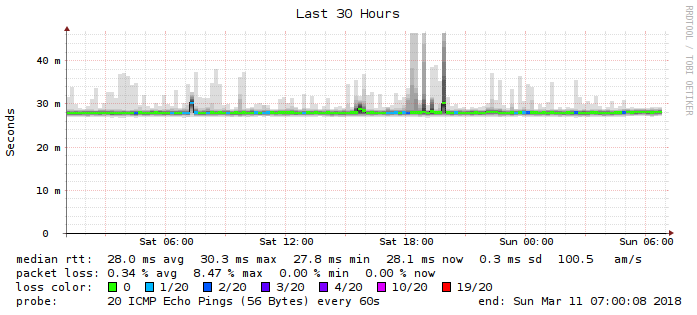 Last 30 Hours
RRDTOOL / TOBI OETIKER
Seconds
40 m
30 m
20 m
10 m
0
Sat 06:00 Sat 12:00 Sat 18:00 Sun 00:00 Sun 06:00
median rtt: 28.0 ms avg 30.3 ms max 27.8 ms min 28.1 ms now 0.3 ms sd 100.5 am/s
packet loss: 0.34 % avg 8.47 % max 0.00 % min 0.00 % now
loss color: 0 1/20 2/20 3/20 4/20 10/20 19/20
probe: 20 ICMP Echo Pings (56 Bytes) every 60s end: Sun Mar 11 07:00:08 2018